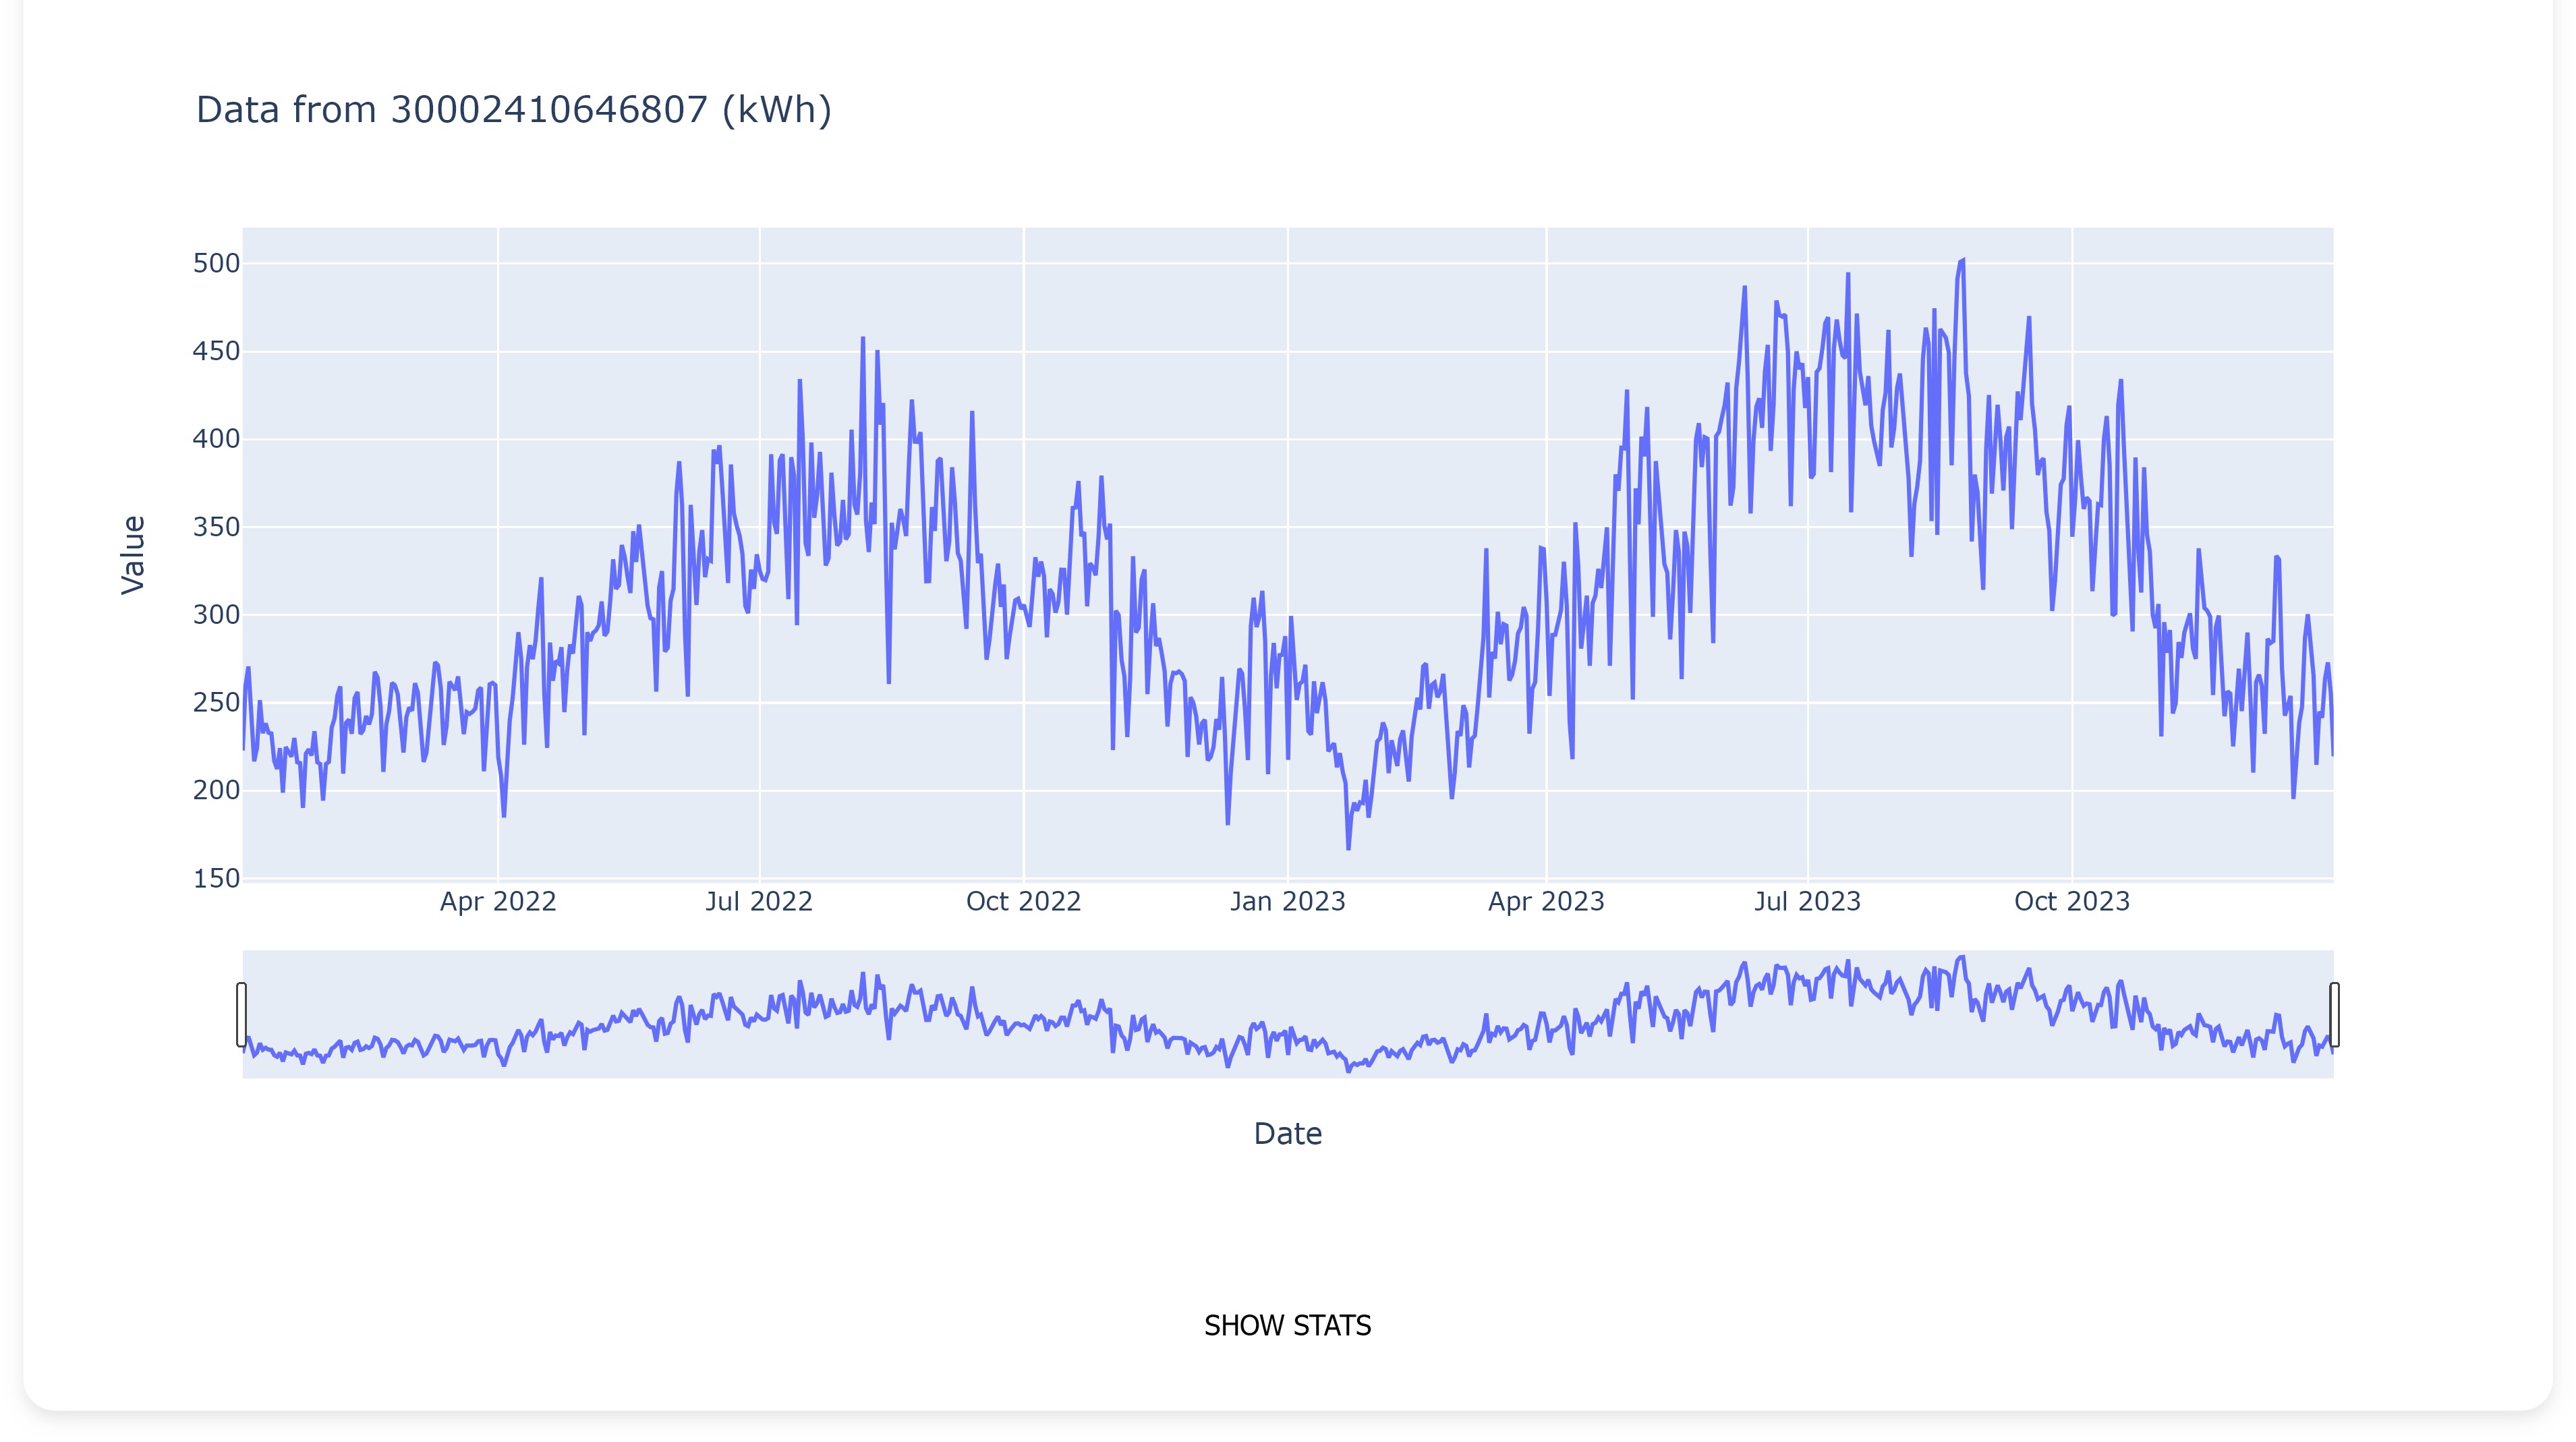 Data from 30002410646807 (kWh)
500
450
400
350
300
250
200
150
Value
Apr 2022
Jul 2022
Oct 2022
Jan 2023
Apr 2023
Jul 2023
Oct 2023
Date
SHOW STATS